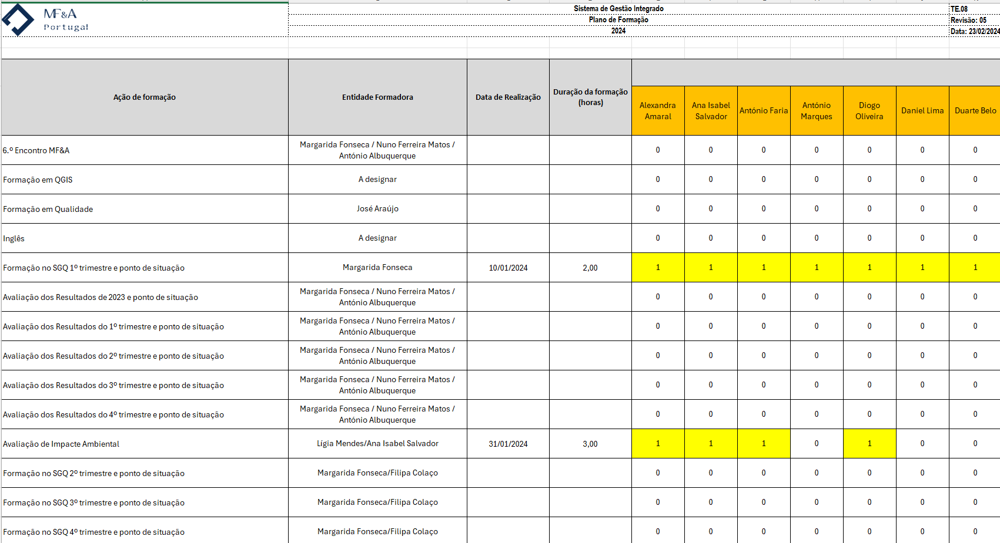 MF&A
Portugal
Sistema de Gestão Integrado
Plano de Formação
2024
TE.08
Revisão: 05
Data: 23/02/2024
Ação de formação
Entidade Formadora
Data de Realização
Duração da formação
(horas)
Alexandra
Amaral
Ana Isabel
Salvador
António Faria
António
Marques
Diogo
Oliveira
Daniel Lima
Duarte Belo
6.º Encontro MF&A
Margarida Fonseca / Nuno Ferreira Matos /
António Albuquerque
0 0 0 0 0 0 0
Formação em QGIS
A designar
0 0 0 0 0 0 0
Formação em Qualidade
José Araújo
0 0 0 0 0 0 0
Inglês
A designar
0 0 0 0 0 0 0
Formação no SGQ 1º trimestre e ponto de situação
Margarida Fonseca
10/01/2024
2,00
1 1 1 1 1 1 1
Avaliação dos Resultados de 2023 e ponto de situação
Margarida Fonseca / Nuno Ferreira Matos /
António Albuquerque
0 0 0 0 0 0 0
Avaliação dos Resultados do 1º trimestre e ponto de situação
Margarida Fonseca / Nuno Ferreira Matos /
António Albuquerque
0 0 0 0 0 0 0
Avaliação dos Resultados do 2º trimestre e ponto de situação
Margarida Fonseca / Nuno Ferreira Matos /
António Albuquerque
0 0 0 0 0 0 0
Avaliação dos Resultados do 3º trimestre e ponto de situação
Margarida Fonseca / Nuno Ferreira Matos /
António Albuquerque
0 0 0 0 0 0 0
Avaliação dos Resultados do 4º trimestre e ponto de situação
Margarida Fonseca / Nuno Ferreira Matos /
António Albuquerque
0 0 0 0 0 0 0
Avaliação de Impacte Ambiental
Lígia Mendes/Ana Isabel Salvador
31/01/2024
3,00
1 1 1 0 1 0 0
Formação no SGQ 2º trimestre e ponto de situação
Margarida Fonseca/Filipa Colaço
0 0 0 0 0 0 0
Formação no SGQ 3º trimestre e ponto de situação
Margarida Fonseca/Filipa Colaço
0 0 0 0 0 0 0
Formação no SGQ 4º trimestre e ponto de situação
Margarida Fonseca/Filipa Colaço
0 0 0 0 0 0 0